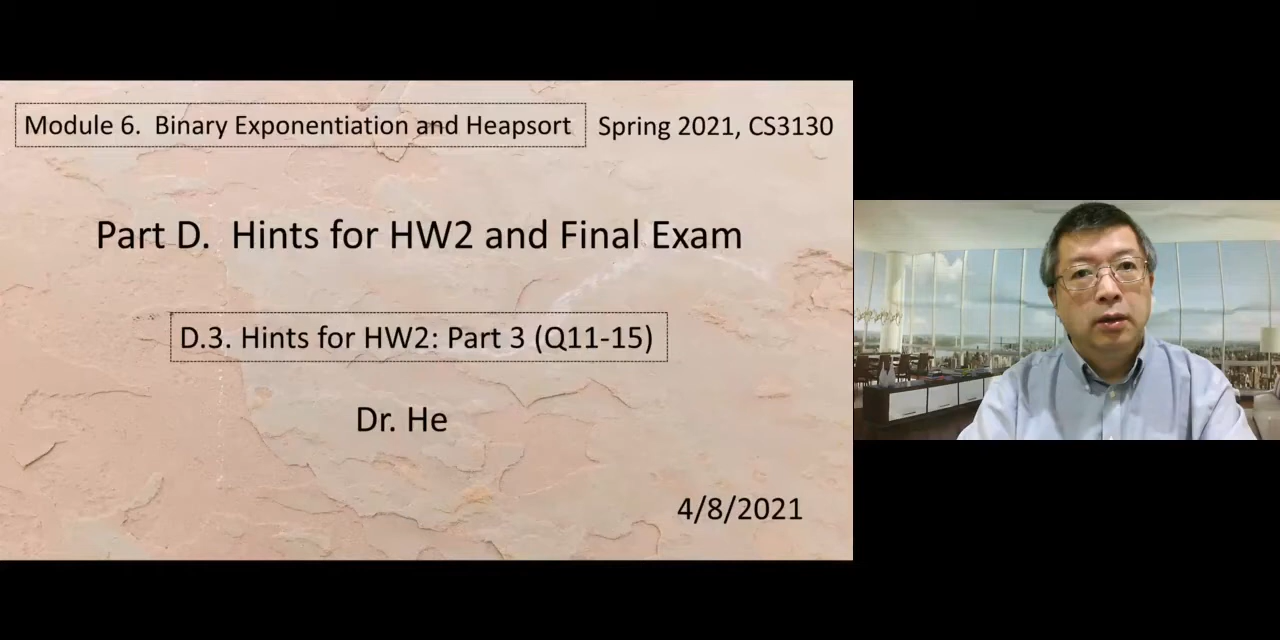 Module 6. Binary Exponentiation and Heapsort
Spring 2021, CS3130
Part D. Hints for HW2 and Final Exam
D.3. Hints for HW2: Part 3 (Q11-15)
Dr. He
4/8/2021